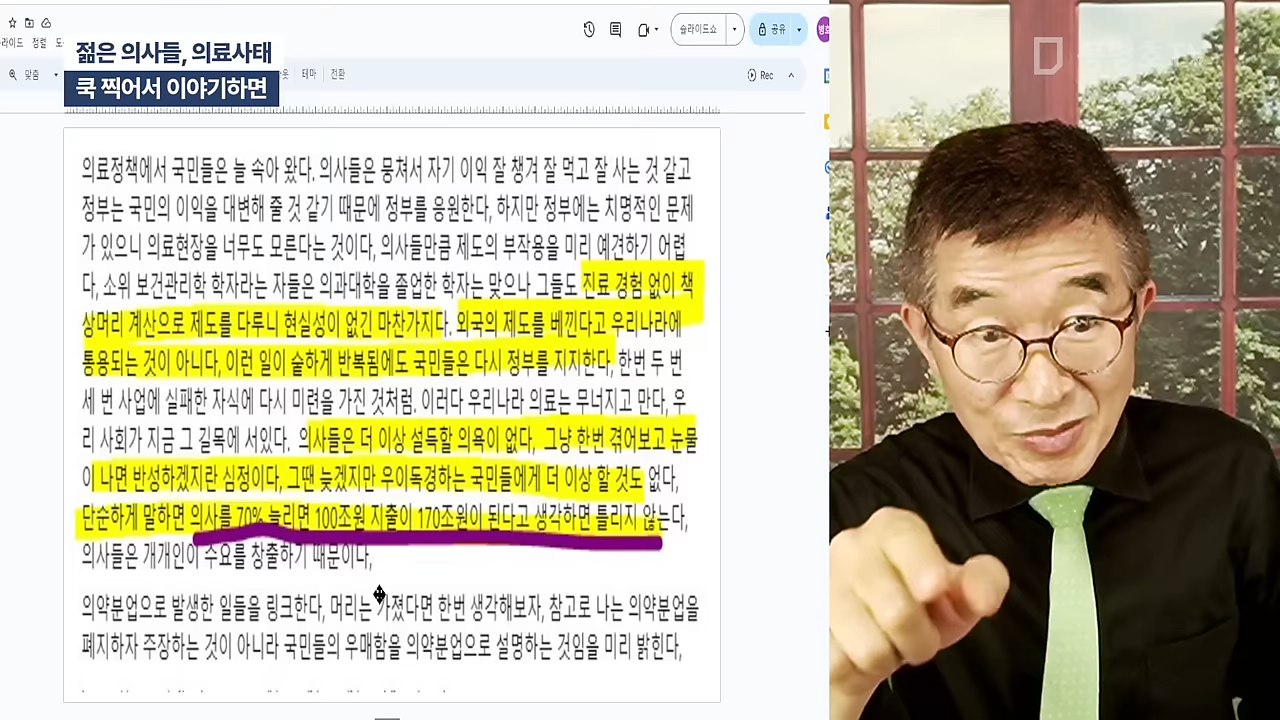 라이드 정렬 도
젊은 의사들, 의료사태
쿡 찍어서 이야기하면
슬라이드쇼
공유
맞춤
테마
전환
Rec
의료정책에서 국민들은 늘 속아 왔다. 의사들은 뭉쳐서 자기 이익 잘 챙겨 잘 먹고 잘 사는 것 같고
정부는 국민의 이익을 대변해 줄 것 같기 때문에 정부를 응원한다, 하지만 정부에는 치명적인 문제
가 있으니 의료현장을 너무도 모른다는 것이다, 의사들만큼 제도의 부작용을 미리 예견하기 어렵
다, 소위 보건관리학 학자라는 자들은 의과대학을 졸업한 학자는 맞으나 그들도 진료 경험 없이 책
상머리 계산으로 제도를 다루니 현실성이 없긴 마찬가지다. 외국의 제도를 베낀다고 우리나라에
통용되는 것이 아니다, 이런 일이 숱하게 반복됨에도 국민들은 다시 정부를 지지한다, 한번 두 번
세 번 사업에 실패한 자식에 다시 미련을 가진 것처럼. 이러다 우리나라 의료는 무너지고 만다, 우
리 사회가 지금 그 길목에 서있다. 의사들은 더 이상 설득할 의욕이 없다, 그냥 한번 겪어보고 눈물
이 나면 반성하겠지란 심정이다, 그땐 늦겠지만 우이독경하는 국민들에게 더 이상 할 것도 없다,
단순하게 말하면 의사를 70% 늘리면 100조원 지출이 170조원이 된다고 생각하면 틀리지 않는다,
의사들은 개개인이 수요를 창출하기 때문이다,
의약분업으로 발생한 일들을 링크한다, 머리는 가졌다면 한번 생각해보자, 참고로 나는 의약분업을
폐지하자 주장하는 것이 아니라 국민들의 우매함을 의약분업으로 설명하는 것임을 미리 밝힌다,